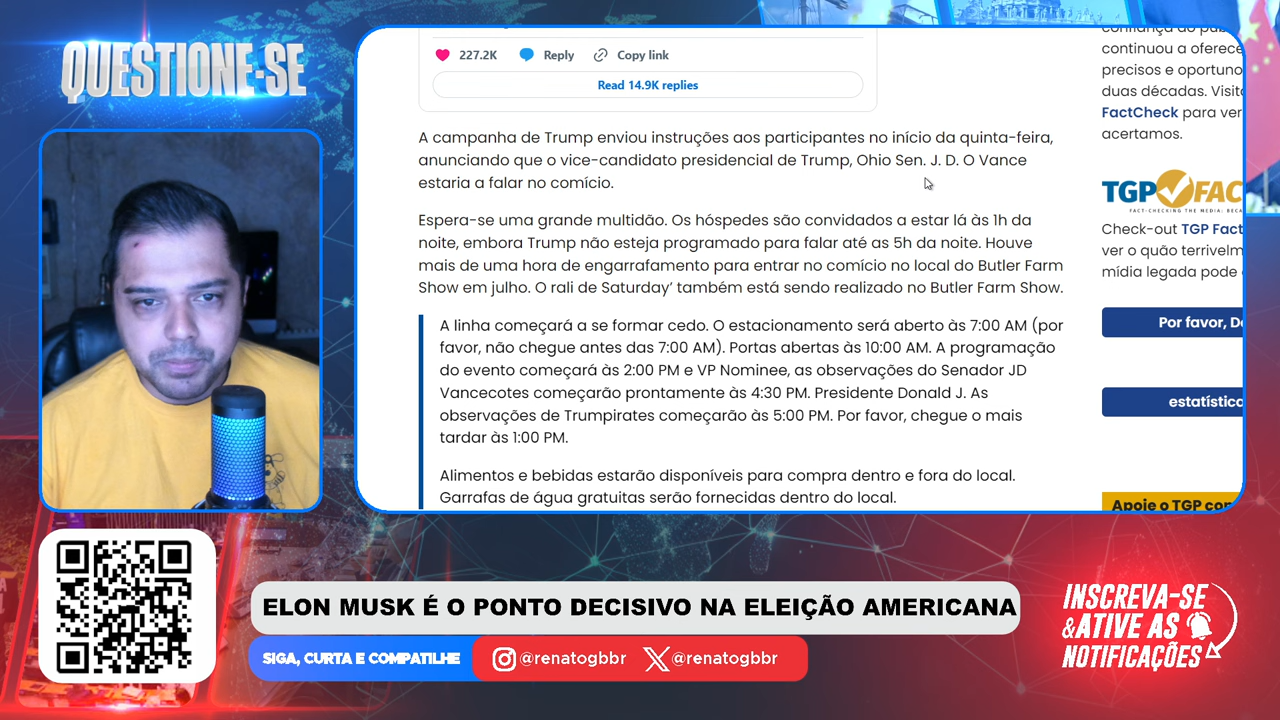 QUESTIONE-SE
227.2K Reply Copy link
Read 14.9K replies
A campanha de Trump enviou instruções aos participantes no início da quinta-feira,
anunciando que o vice-candidato presidencial de Trump, Ohio Sen. J. D. O Vance
estaria a falar no comício.
Espera-se uma grande multidão. Os hóspedes são convidados a estar lá às 1h da
noite, embora Trump não esteja programado para falar até as 5h da noite. Houve
mais de uma hora de engarrafamento para entrar no comício no local do Butler Farm
Show em julho. O rali de Saturday’ também está sendo realizado no Butler Farm Show.
A linha começará a se formar cedo. O estacionamento será aberto às 7:00 AM (por
favor, não chegue antes das 7:00 AM). Portas abertas às 10:00 AM. A programação
do evento começará às 2:00 PM e VP Nominee, as observações do Senador JD
Vancecotes começarão prontamente às 4:30 PM. Presidente Donald J. As
observações de Trumpirates começarão às 5:00 PM. Por favor, chegue o mais
tardar às 1:00 PM.
Alimentos e bebidas estarão disponíveis para compra dentro e fora do local.
Garrafas de água gratuitas serão fornecidas dentro do local.
continuou a oferece
precisos e oportuno
duas décadas. Visit
FactCheck para ver
acertamos.
TGP FAC
FACT-CHECKING THE MEDIA, BECA
Check-out TGP Fact
ver o quão terrivelm
mídia legada pode
Por favor, D
estatístico
Apoie o TGP con
ELON MUSK É O PONTO DECISIVO NA ELEIÇÃO AMERICANA
SIGA, CURTA E COMPATILHE @renatogbbr @renatogbbr
INSCREVA-SE
&ATIVE AS
NOTIFICAÇÕES